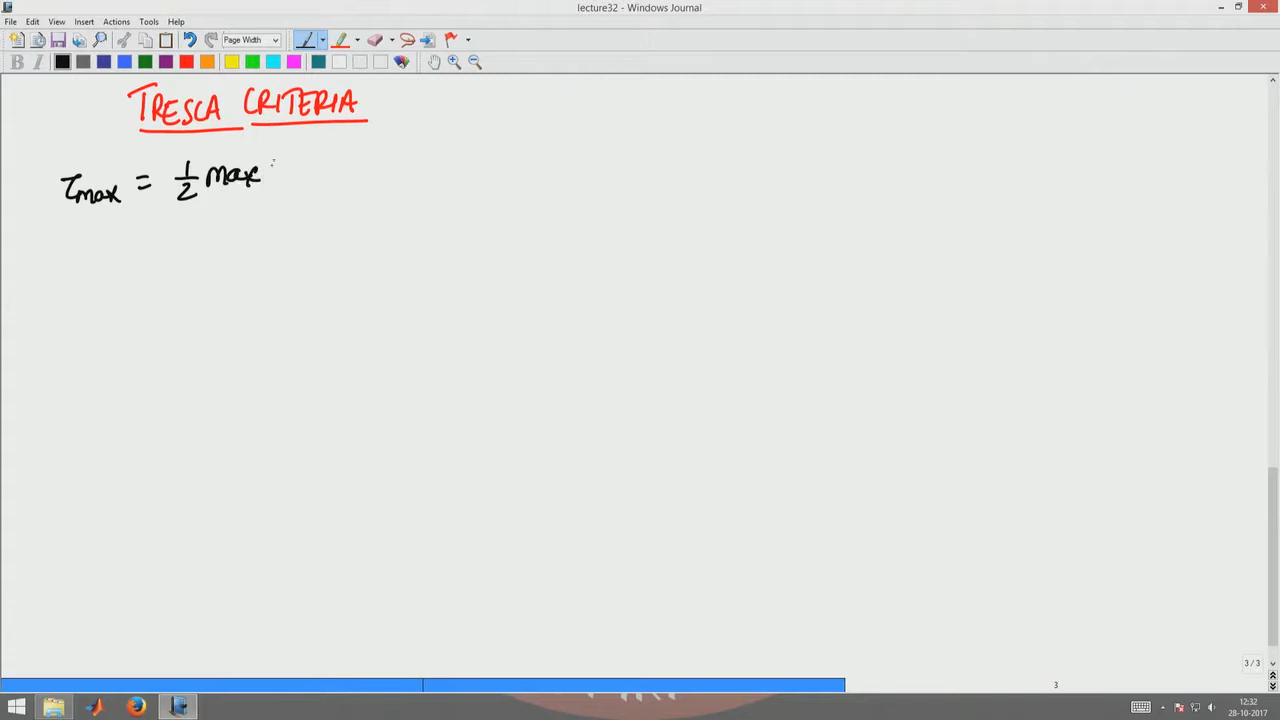 lecture32 - Windows Journal
File Edit View Insert Actions Tools Help
Page Width
B I
TRESCA CRITERIA
τmax = 1/2 max
3 / 3
3
12:32
28-10-2017